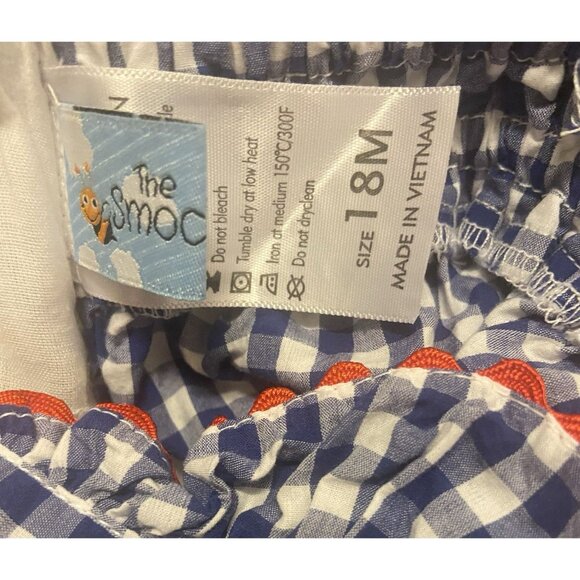 The
Smoc
Do not bleach
Tumble dry at low heat
Iron at medium 150°C/300F
Do not dryclean
SIZE 18M
MADE IN VIETNAM